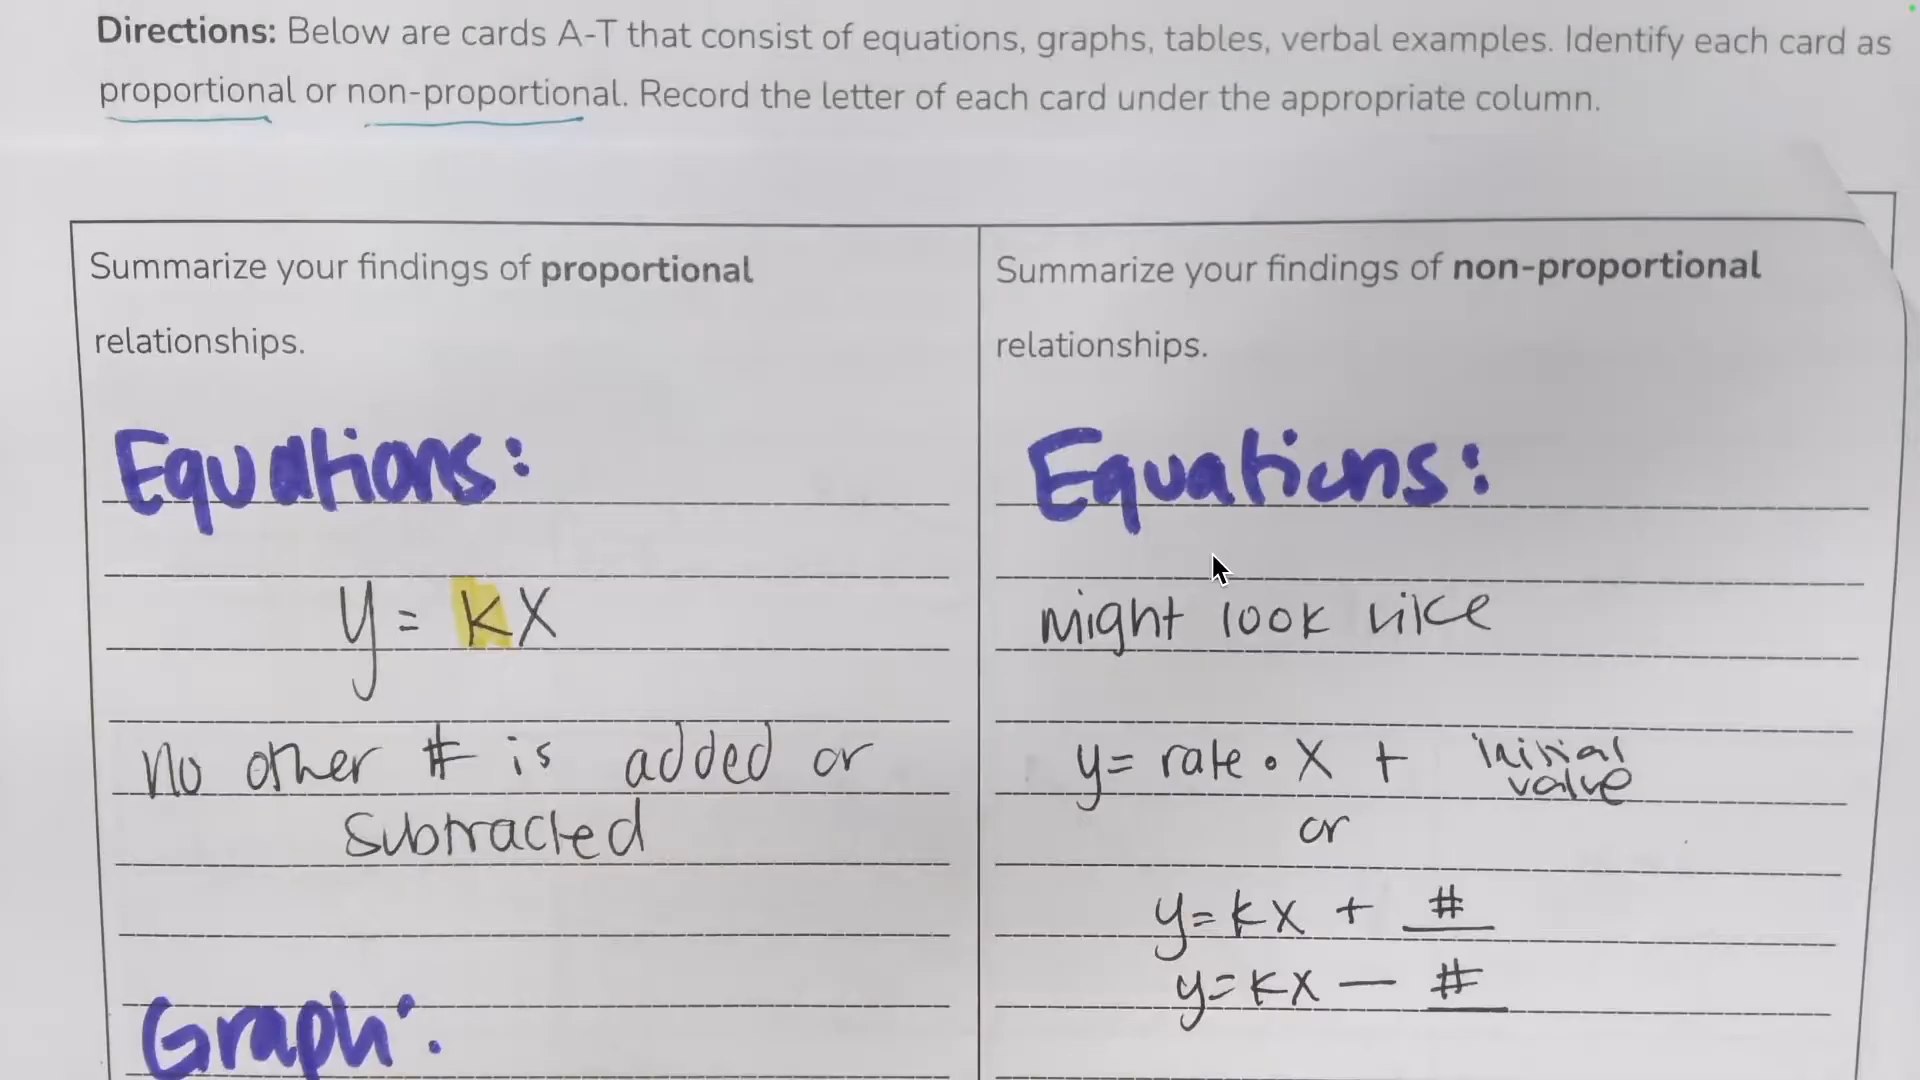 Directions: Below are cards A-T that consist of equations, graphs, tables, verbal examples. Identify each card as
proportional or non-proportional. Record the letter of each card under the appropriate column.
Summarize your findings of proportional
relationships.
Equations:
y = kx
no other # is added or
subtracted
Graph:
Summarize your findings of non-proportional
relationships.
Equations:
might look like
y = rate • x + initial
value
or
y = kx + #
y = kx — #